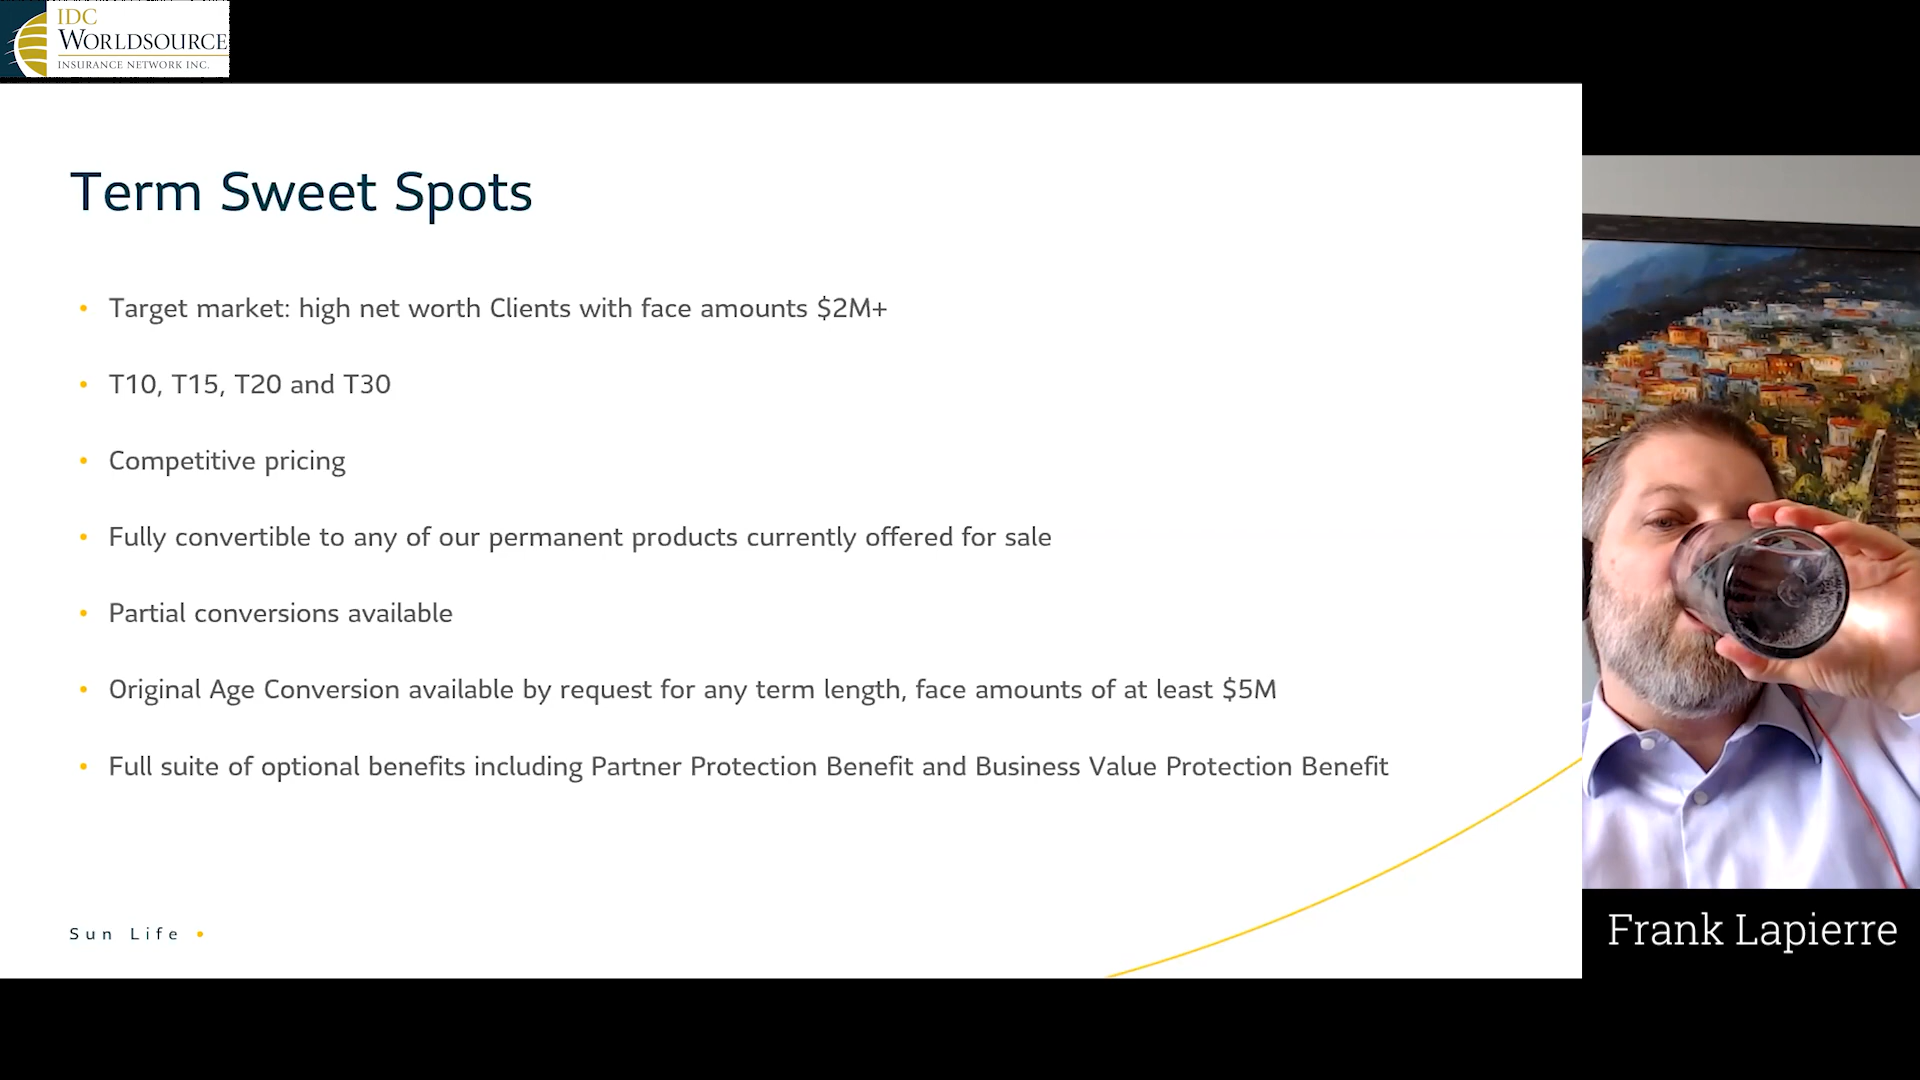 IDC
WORLDSOURCE
INSURANCE NETWORK INC.
Term Sweet Spots
• Target market: high net worth Clients with face amounts $2M+
• T10, T15, T20 and T30
• Competitive pricing
• Fully convertible to any of our permanent products currently offered for sale
• Partial conversions available
• Original Age Conversion available by request for any term length, face amounts of at least $5M
• Full suite of optional benefits including Partner Protection Benefit and Business Value Protection Benefit
Sun Life
Frank Lapierre